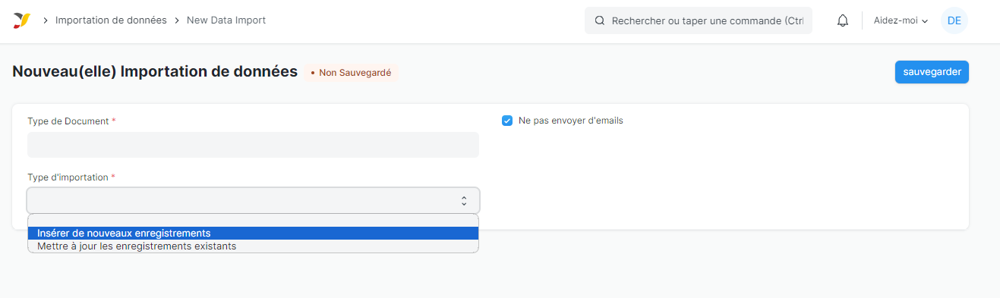 Importation de données
New Data Import
Rechercher ou taper une commande (Ctrl
Aidez-moi
DE
Nouveau(elle) Importation de données
Non Sauvegardé
sauvegarder
Type de Document *
Ne pas envoyer d'emails
Type d'importation *
Insérer de nouveaux enregistrements
Mettre à jour les enregistrements existants